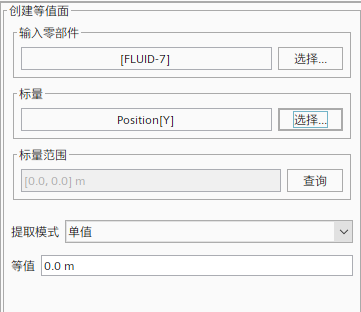 创建等值面
输入零部件
[FLUID-7] 选择...
标量
Position[Y] 选择...
标量范围
[0.0, 0.0] m 查询
提取模式 单值
等值 0.0 m